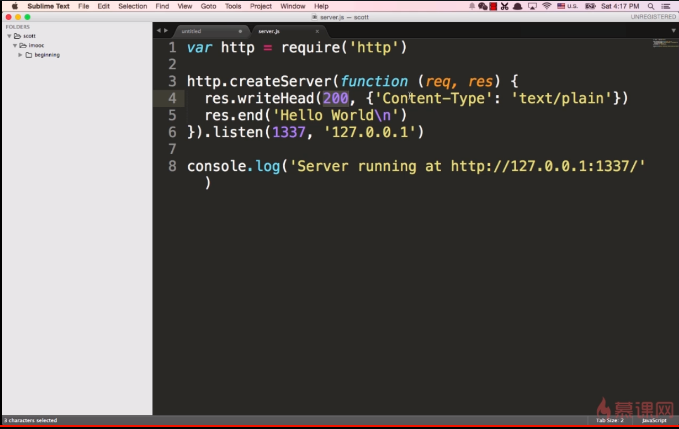 Sublime Text File Edit Selection Find View Goto Tools Project Window Help U.S. Sat 4:17 PM
server.js — scott UNREGISTERED
FOLDERS
scott
imooc
beginning
untitled server.js
1 var http = require('http')
2
3 http.createServer(function (req, res) {
4 res.writeHead(200, {'Content-Type': 'text/plain'})
5 res.end('Hello World\n')
6 }).listen(1337, '127.0.0.1')
7
8 console.log('Server running at http://127.0.0.1:1337/'
)
慕课网
3 characters selected Tab Size: 2 JavaScript